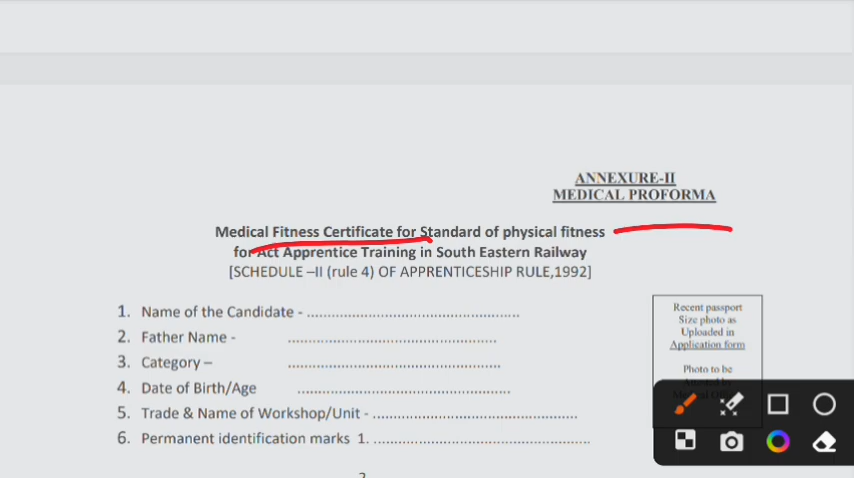 ANNEXURE-II
MEDICAL PROFORMA
Medical Fitness Certificate for Standard of physical fitness
for Act Apprentice Training in South Eastern Railway
[SCHEDULE –II (rule 4) OF APPRENTICESHIP RULE,1992]
1. Name of the Candidate - ......................................................
2. Father Name - .....................................................
3. Category – .....................................................
4. Date of Birth/Age .....................................................
5. Trade & Name of Workshop/Unit - ....................................................
6. Permanent identification marks 1. .....................................................
Recent passport
Size photo as
Uploaded in
Application form
Photo to be